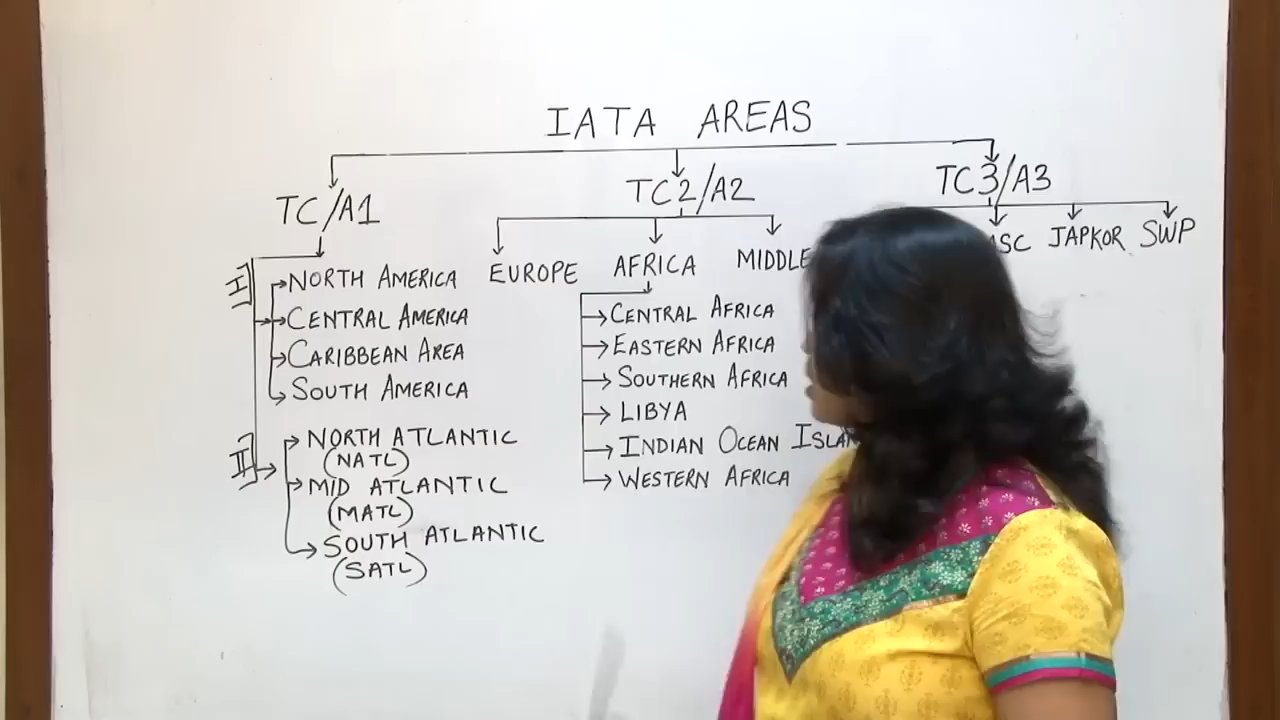 IATA AREAS
TC/A1
TC2/A2
TC3/A3
I
NORTH AMERICA
CENTRAL AMERICA
CARIBBEAN AREA
SOUTH AMERICA
II
NORTH ATLANTIC
(NATL)
MID ATLANTIC
(MATL)
SOUTH ATLANTIC
(SATL)
EUROPE
AFRICA
MIDDLE
CENTRAL AFRICA
EASTERN AFRICA
SOUTHERN AFRICA
LIBYA
INDIAN OCEAN
WESTERN AFRICA
JAPKOR
SWP